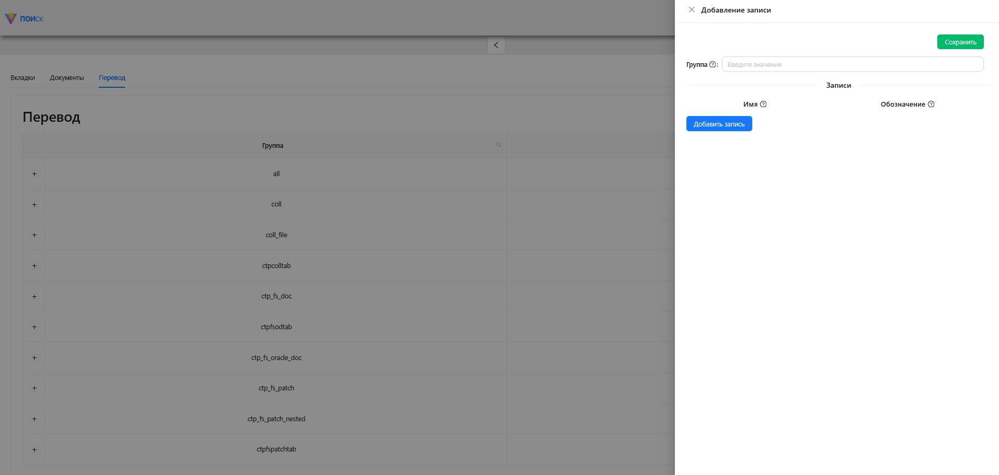 ПОИСК
Вкладки Документы Перевод
Перевод
Группа
all
coll
coll_file
ctpcolltab
ctp_fs_doc
ctpfsodtab
ctp_fs_oracle_doc
ctp_fs_patch
ctp_fs_patch_nested
ctpfspatchtab
Добавление записи
Сохранить
Группа : Введите значение
Записи
Имя Обозначение
Добавить запись